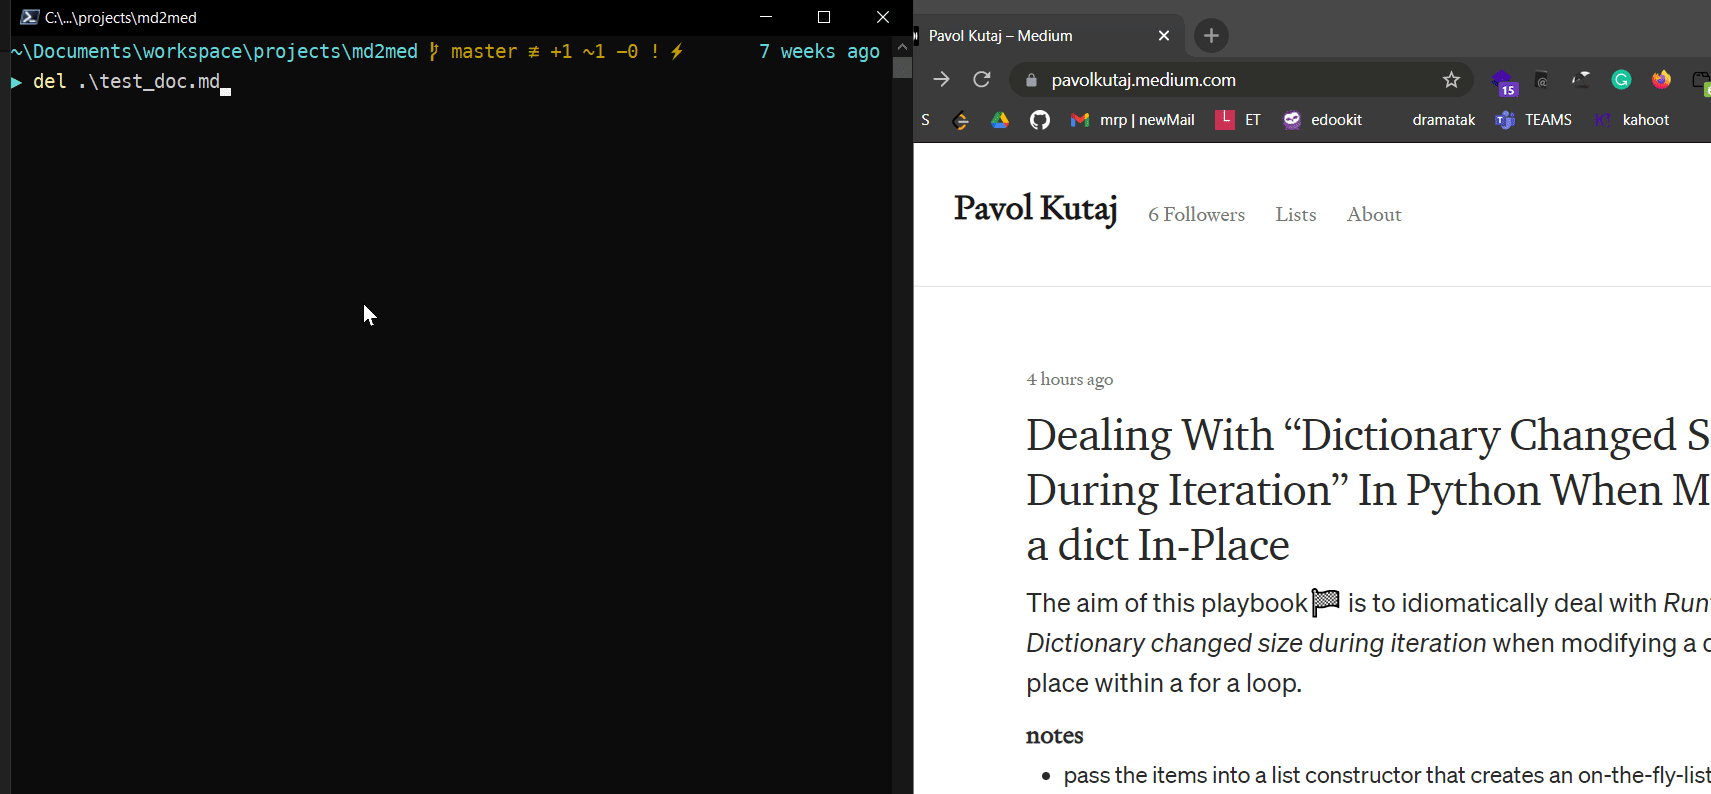 C:\...\projects\md2med
~\Documents\workspace\projects\md2med master ≢ +1 ~1 −0 ! 7 weeks ago
del .\test_doc.md
Pavol Kutaj – Medium
pavolkutaj.medium.com
15
S mrp | newMail L ET edookit dramatak TEAMS K! kahoot
Pavol Kutaj 6 Followers Lists About
4 hours ago
Dealing With “Dictionary Changed S
During Iteration” In Python When M
a dict In-Place
The aim of this playbook🏁 is to idiomatically deal with Run
Dictionary changed size during iteration when modifying a
place within a for a loop.
notes
• pass the items into a list constructor that creates an on-the-fly-list